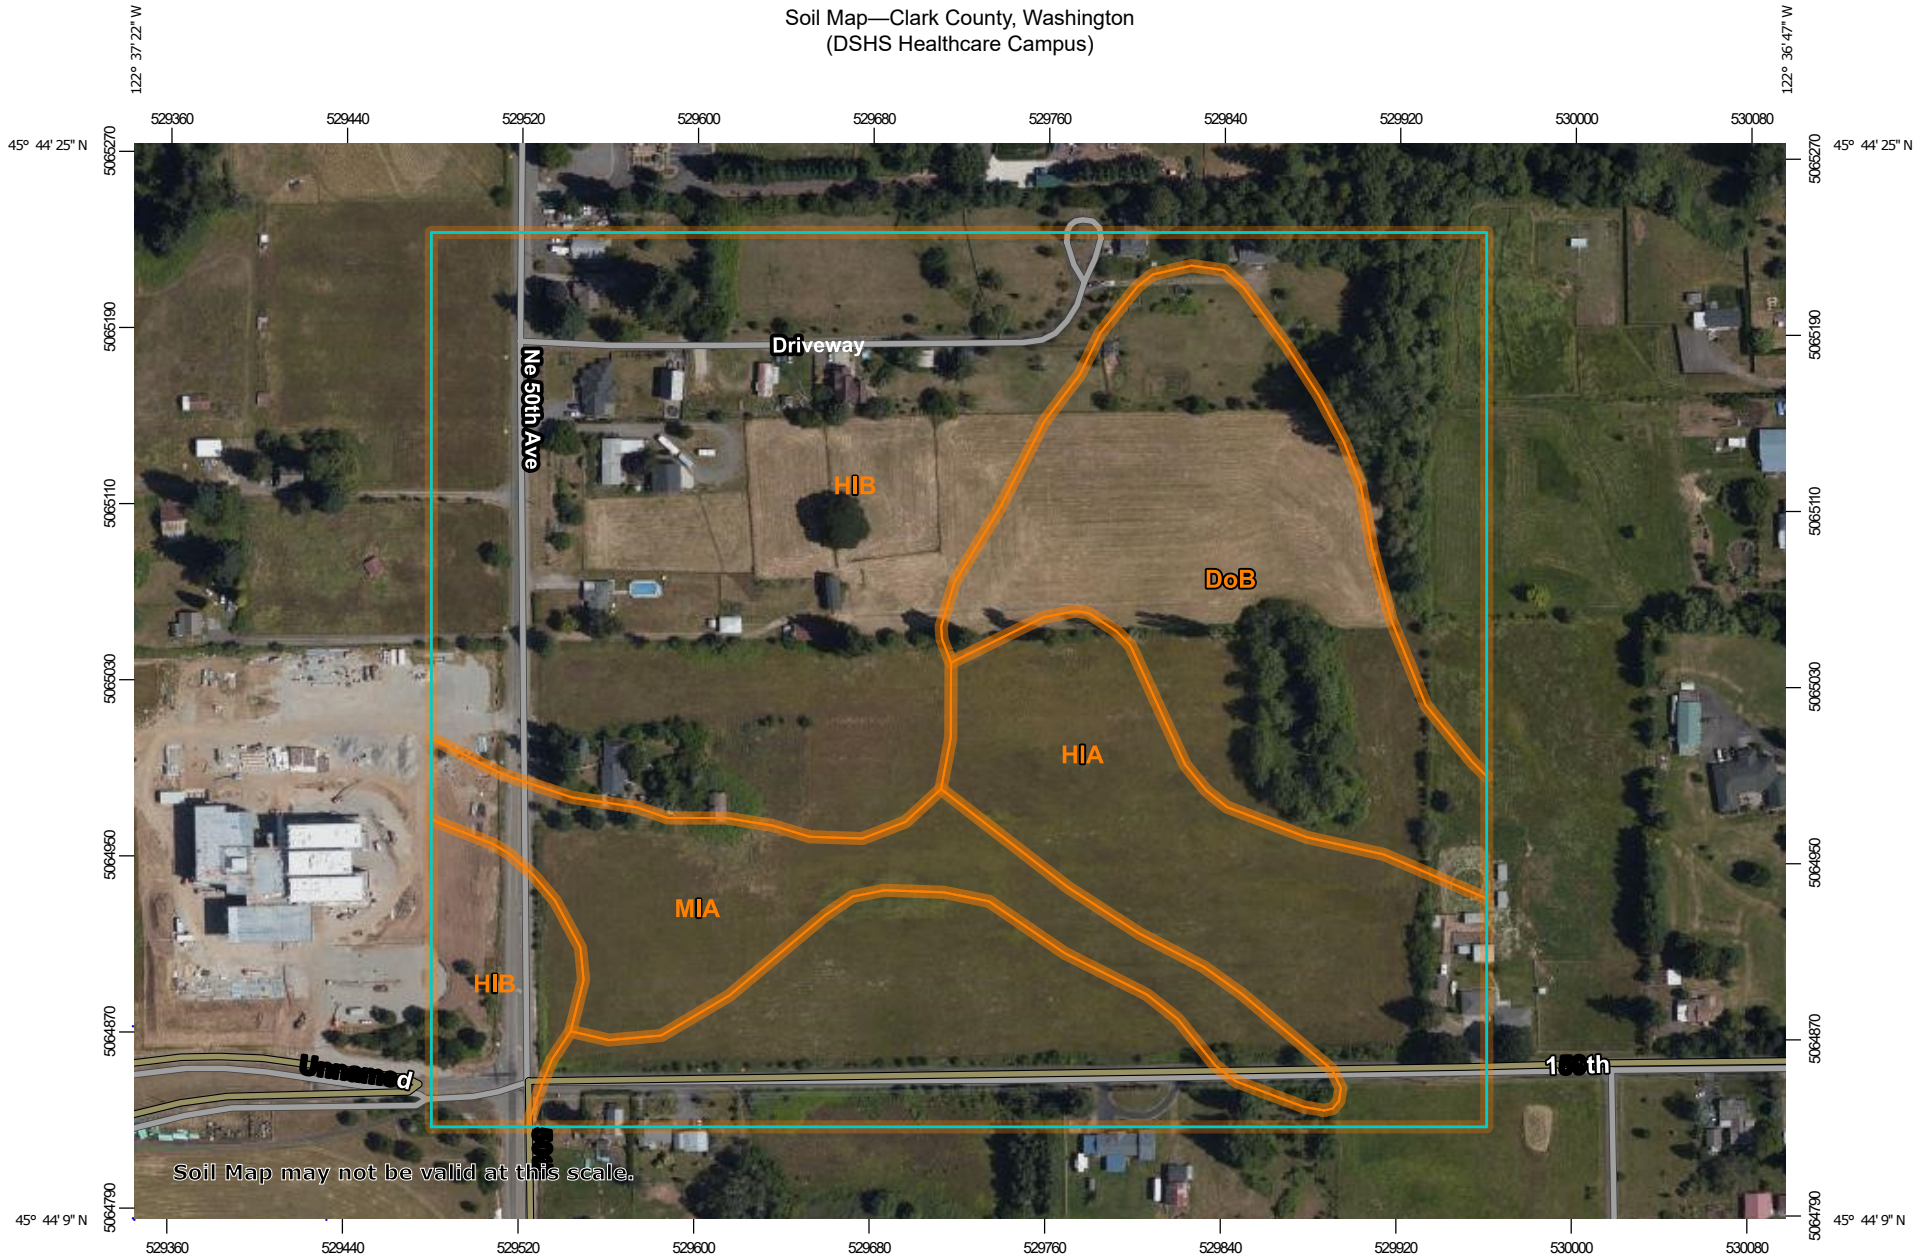 Soil Map—Clark County, Washington
(DSHS Healthcare Campus)
122° 37' 22" W
122° 36' 47" W
529360 529440 529520 529600 529680 529760 529840 529920 530000 530080
45° 44' 25" N
45° 44' 25" N
5065270
5065270
5065190
5065190
Driveway
Ne 50th Ave
HlB
5065110
5065110
DoB
5065030
5065030
HlA
5064950
5064950
MlA
HlB
5064870
5064870
Unnamed
Soil Map may not be valid at this scale.
5064790
5064790
45° 44' 9" N
45° 44' 9" N
529360 529440 529520 529600 529680 529760 529840 529920 530000 530080